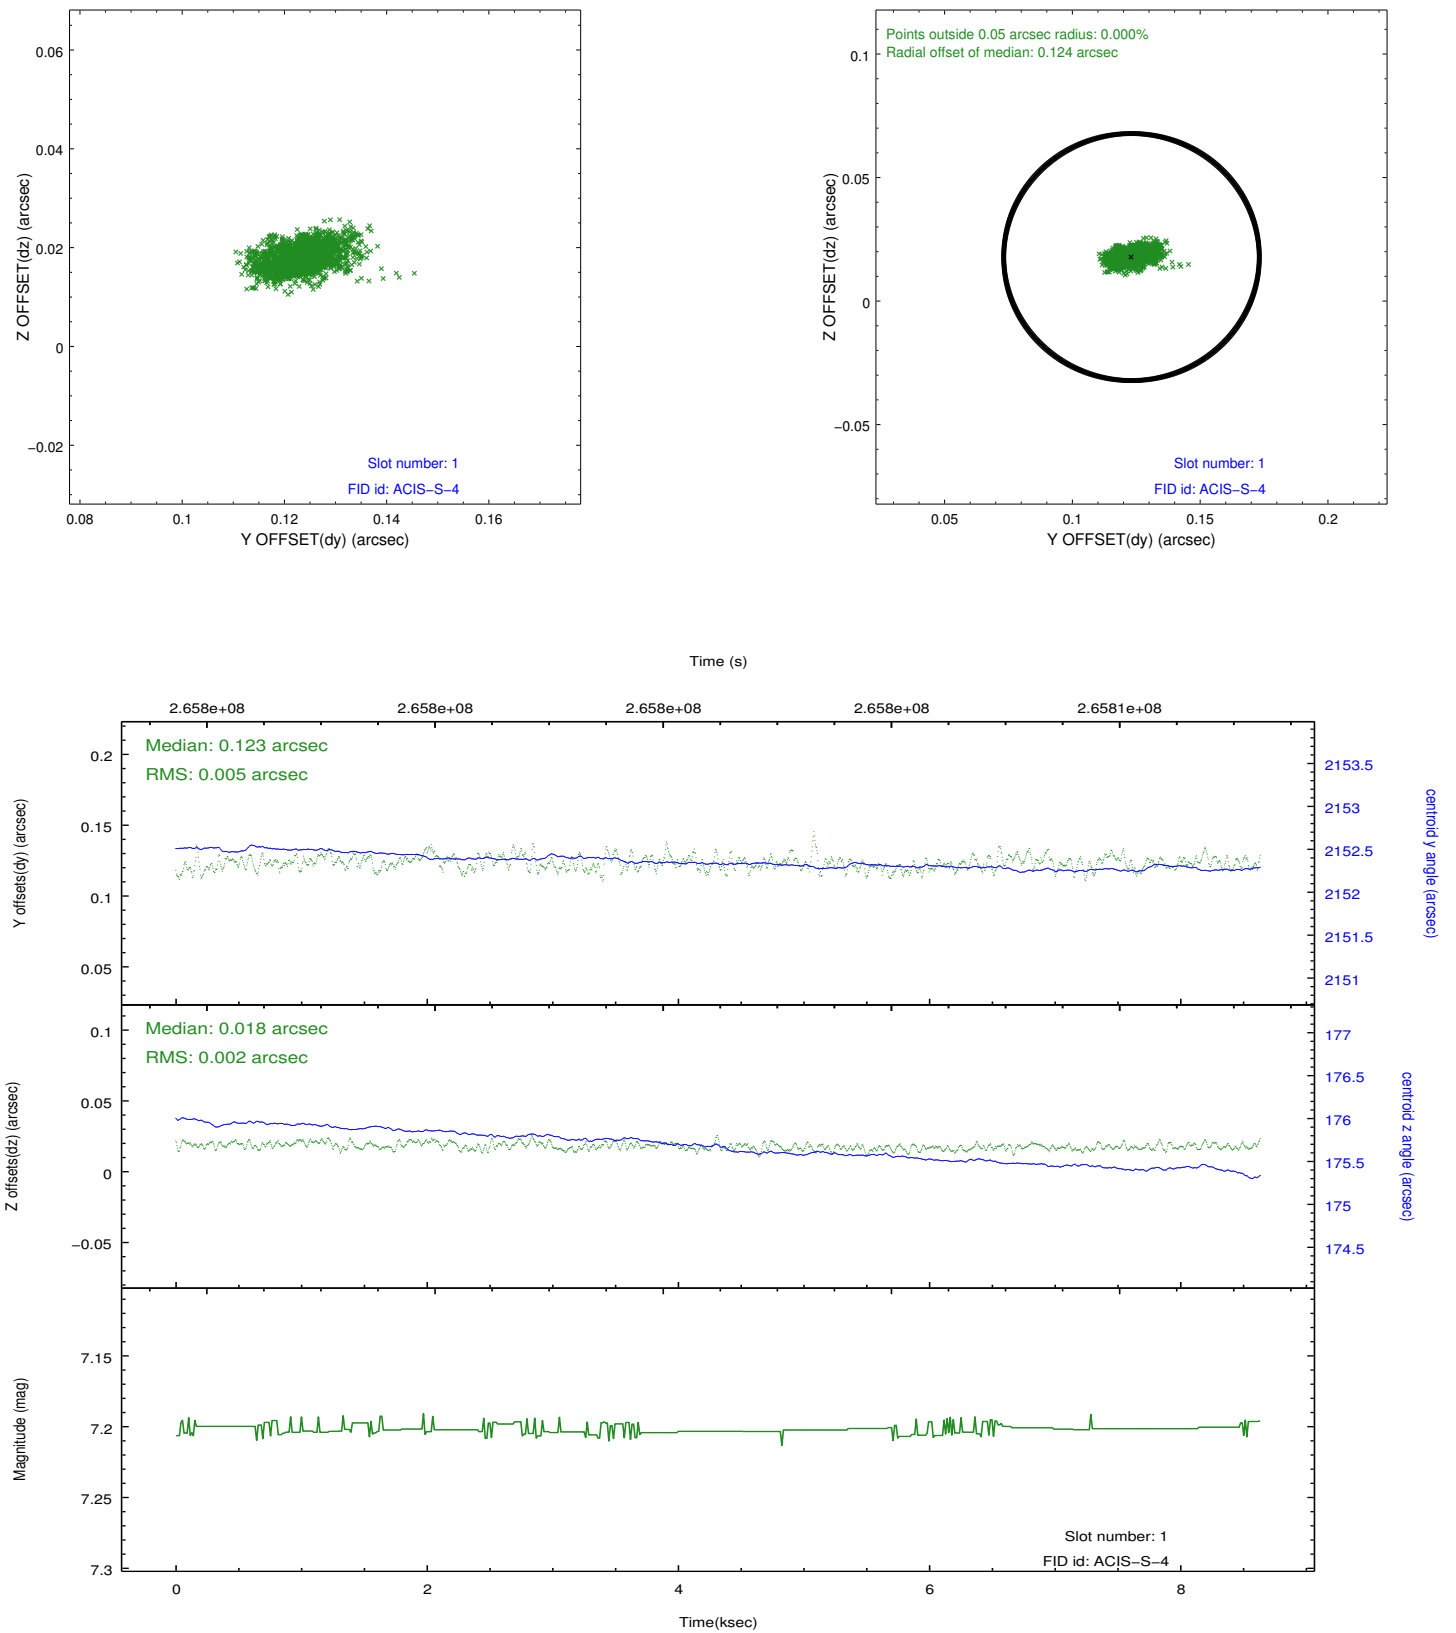 0.06
0.04
0.02
0
−0.02
0.08
0.1
0.12
0.14
0.16
Z OFFSET(dz) (arcsec)
Y OFFSET(dy) (arcsec)
Slot number: 1
FID id: ACIS−S−4
Points outside 0.05 arcsec radius: 0.000%
Radial offset of median: 0.124 arcsec
0.1
0.05
0
−0.05
0.05
0.1
0.15
0.2
Z OFFSET(dz) (arcsec)
Y OFFSET(dy) (arcsec)
Slot number: 1
FID id: ACIS−S−4
Time (s)
2.658e+08
2.658e+08
2.658e+08
2.658e+08
2.6581e+08
Median: 0.123 arcsec
RMS: 0.005 arcsec
0.2
0.15
0.1
0.05
Y offsets(dy) (arcsec)
2153.5
2153
2152.5
2152
2151.5
2151
centroid y angle (arcsec)
Median: 0.018 arcsec
RMS: 0.002 arcsec
0.1
0.05
0
−0.05
Z offsets(dz) (arcsec)
177
176.5
176
175.5
175
174.5
centroid z angle (arcsec)
7.15
7.2
7.25
7.3
Magnitude (mag)
Slot number: 1
FID id: ACIS−S−4
0
2
4
6
8
Time(ksec)